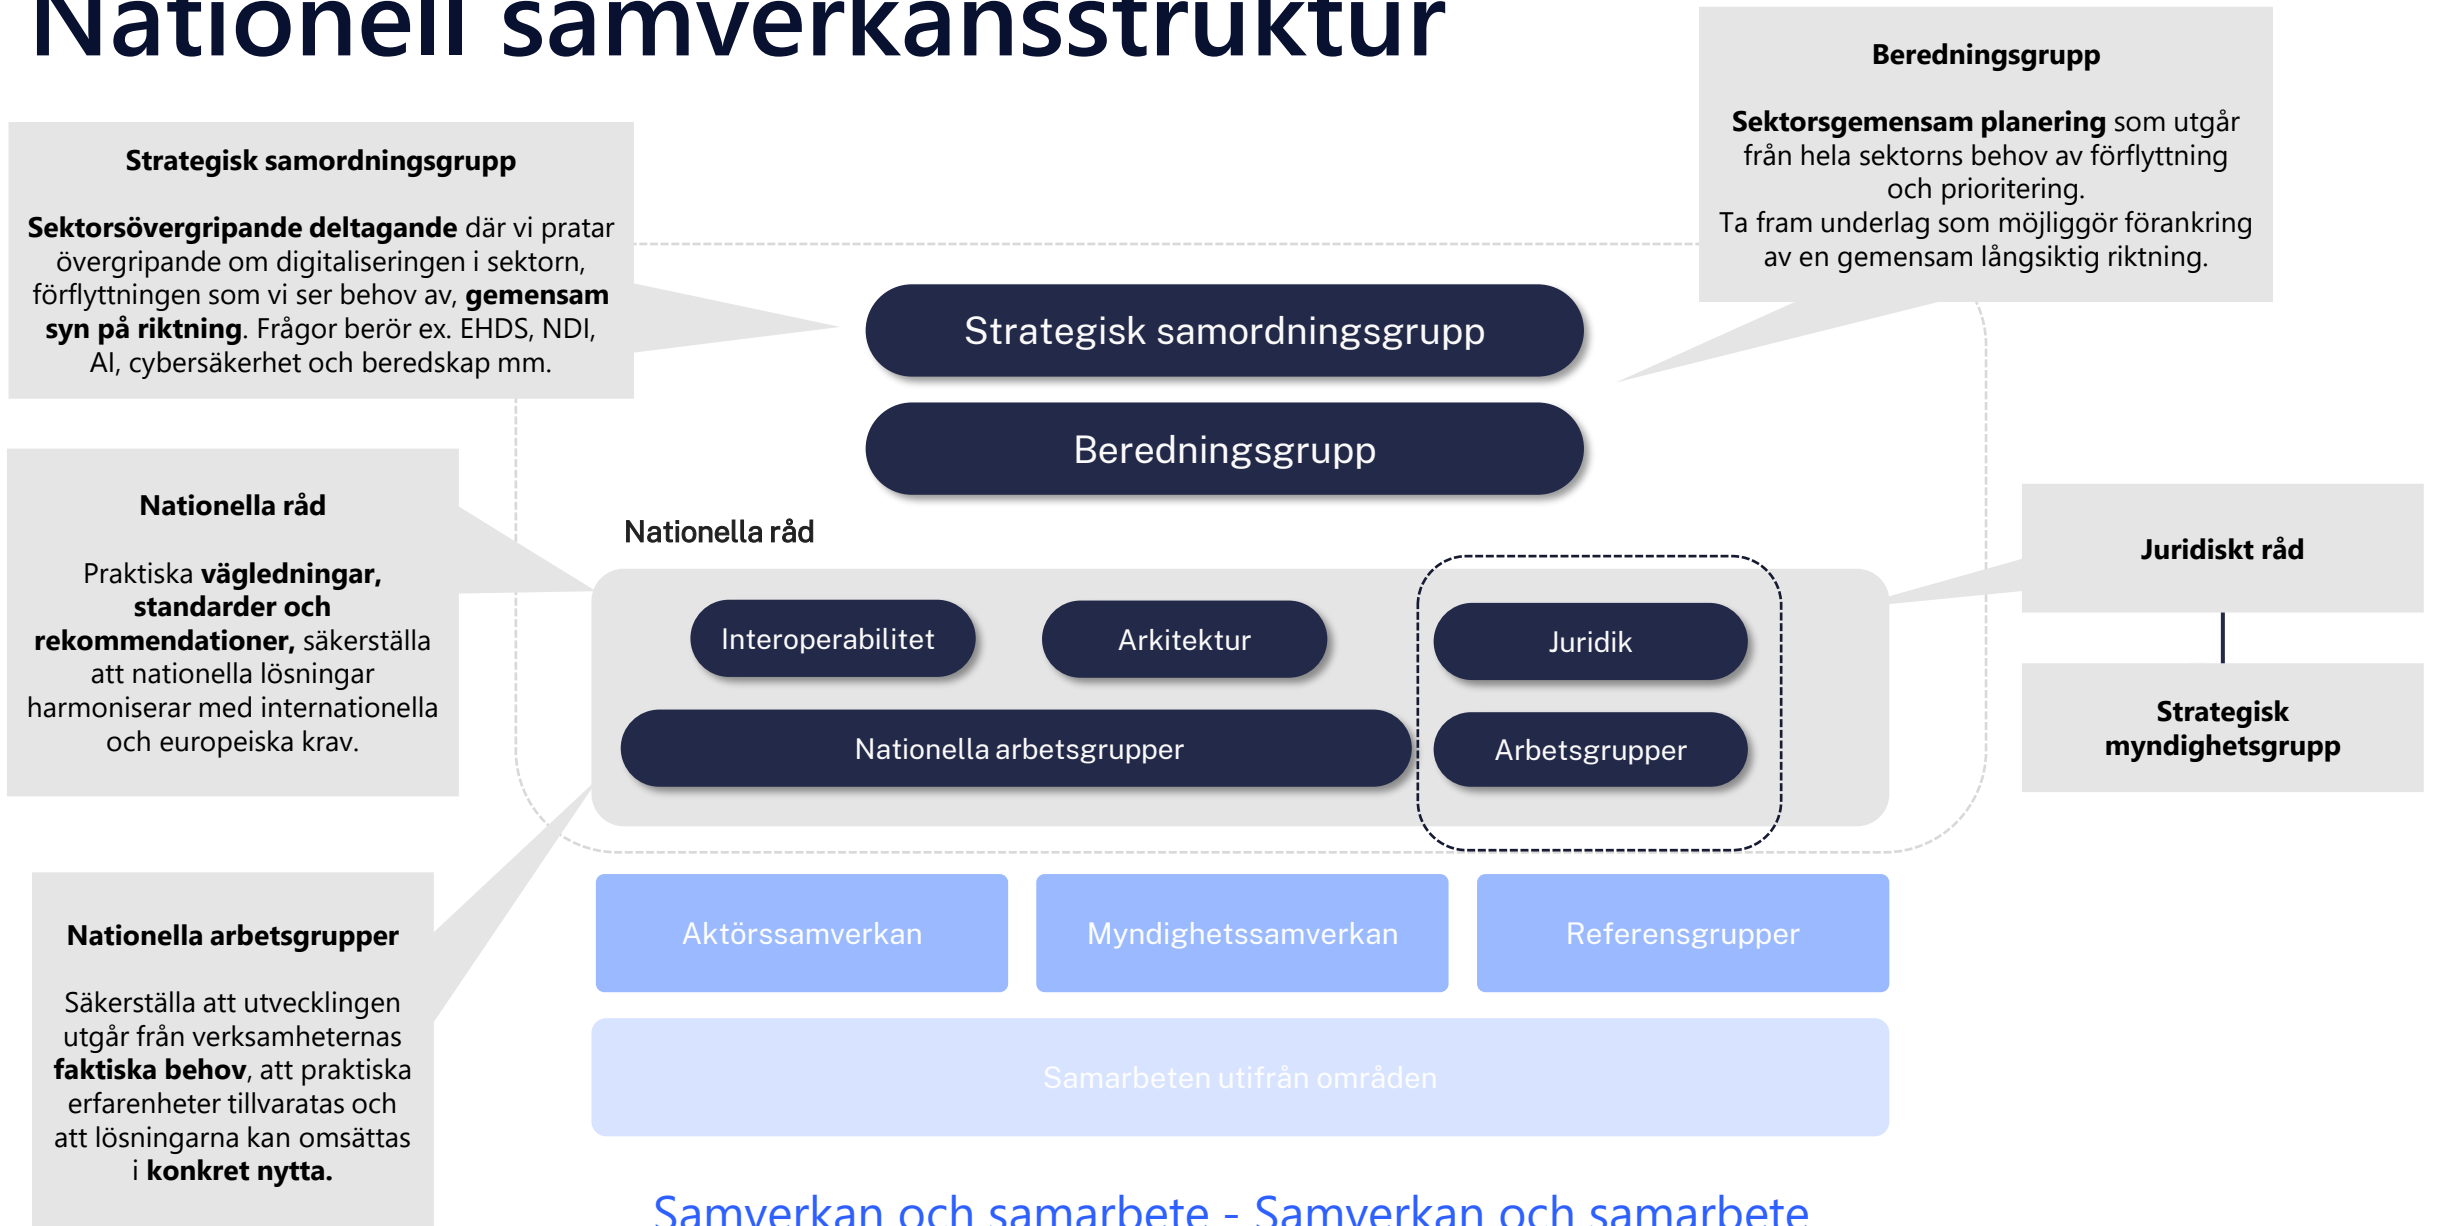 Nationell samverkansstruktur
Beredningsgrupp
Sektorsgemensam planering som utgår
från hela sektorns behov av förflyttning
och prioritering.
Ta fram underlag som möjliggör förankring
av en gemensam långsiktig riktning.
Strategisk samordningsgrupp
Sektorsövergripande deltagande där vi pratar
övergripande om digitaliseringen i sektorn,
förflyttningen som vi ser behov av, gemensam
syn på riktning. Frågor berör ex. EHDS, NDI,
AI, cybersäkerhet och beredskap mm.
Strategisk samordningsgrupp
Beredningsgrupp
Nationella råd
Praktiska vägledningar,
standarder och
rekommendationer, säkerställa
att nationella lösningar
harmoniserar med internationella
och europeiska krav.
Nationella råd
Interoperabilitet
Arkitektur
Juridik
Nationella arbetsgrupper
Arbetsgrupper
Juridiskt råd
Strategisk
myndighetsgrupp
Nationella arbetsgrupper
Säkerställa att utvecklingen
utgår från verksamheternas
faktiska behov, att praktiska
erfarenheter tillvaratas och
att lösningarna kan omsättas
i konkret nytta.
Aktörssamverkan
Myndighetssamverkan
Referensgrupper
Samarbeten utifrån områden
Samverkan och samarbete - Samverkan och samarbete